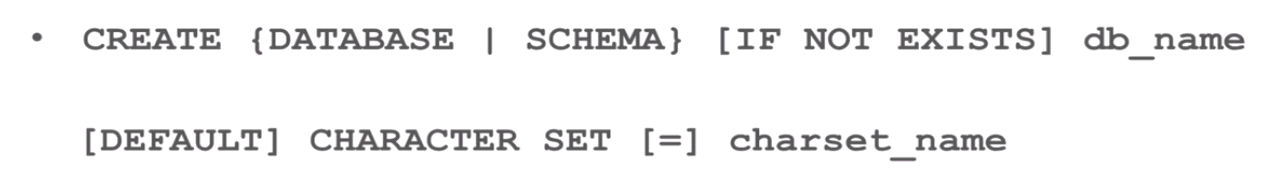 • CREATE {DATABASE | SCHEMA} [IF NOT EXISTS] db_name
[DEFAULT] CHARACTER SET [=] charset_name